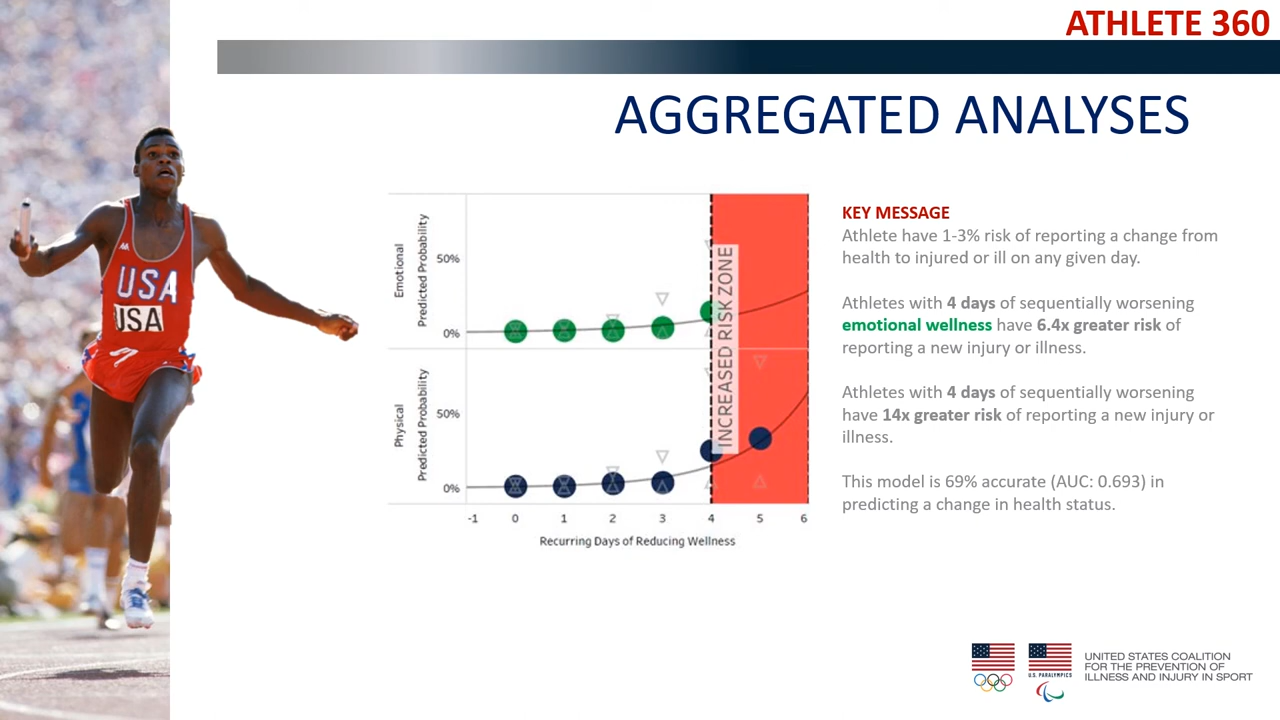 ATHLETE 360
AGGREGATED ANALYSES
USA
USA
Emotional
Predicted Probability
50%
0%
Physical
Predicted Probability
50%
0%
INCREASED RISK ZONE
-1 0 1 2 3 4 5 6
Recurring Days of Reducing Wellness
KEY MESSAGE
Athlete have 1-3% risk of reporting a change from
health to injured or ill on any given day.
Athletes with 4 days of sequentially worsening
emotional wellness have 6.4x greater risk of
reporting a new injury or illness.
Athletes with 4 days of sequentially worsening
have 14x greater risk of reporting a new injury or
illness.
This model is 69% accurate (AUC: 0.693) in
predicting a change in health status.
U.S. PARALYMPICS
UNITED STATES COALITION
FOR THE PREVENTION OF
ILLNESS AND INJURY IN SPORT